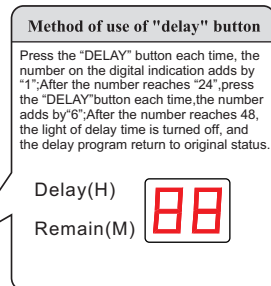 Method of use of "delay" button
Press the “DELAY” button each time, the
number on the digital indication adds by
“1”;After the number reaches “24”,press
the “DELAY”button each time,the number
adds by“6”;After the number reaches 48,
the light of delay time is turned off, and
the delay program return to original status.
Delay(H)
Remain(M)
88